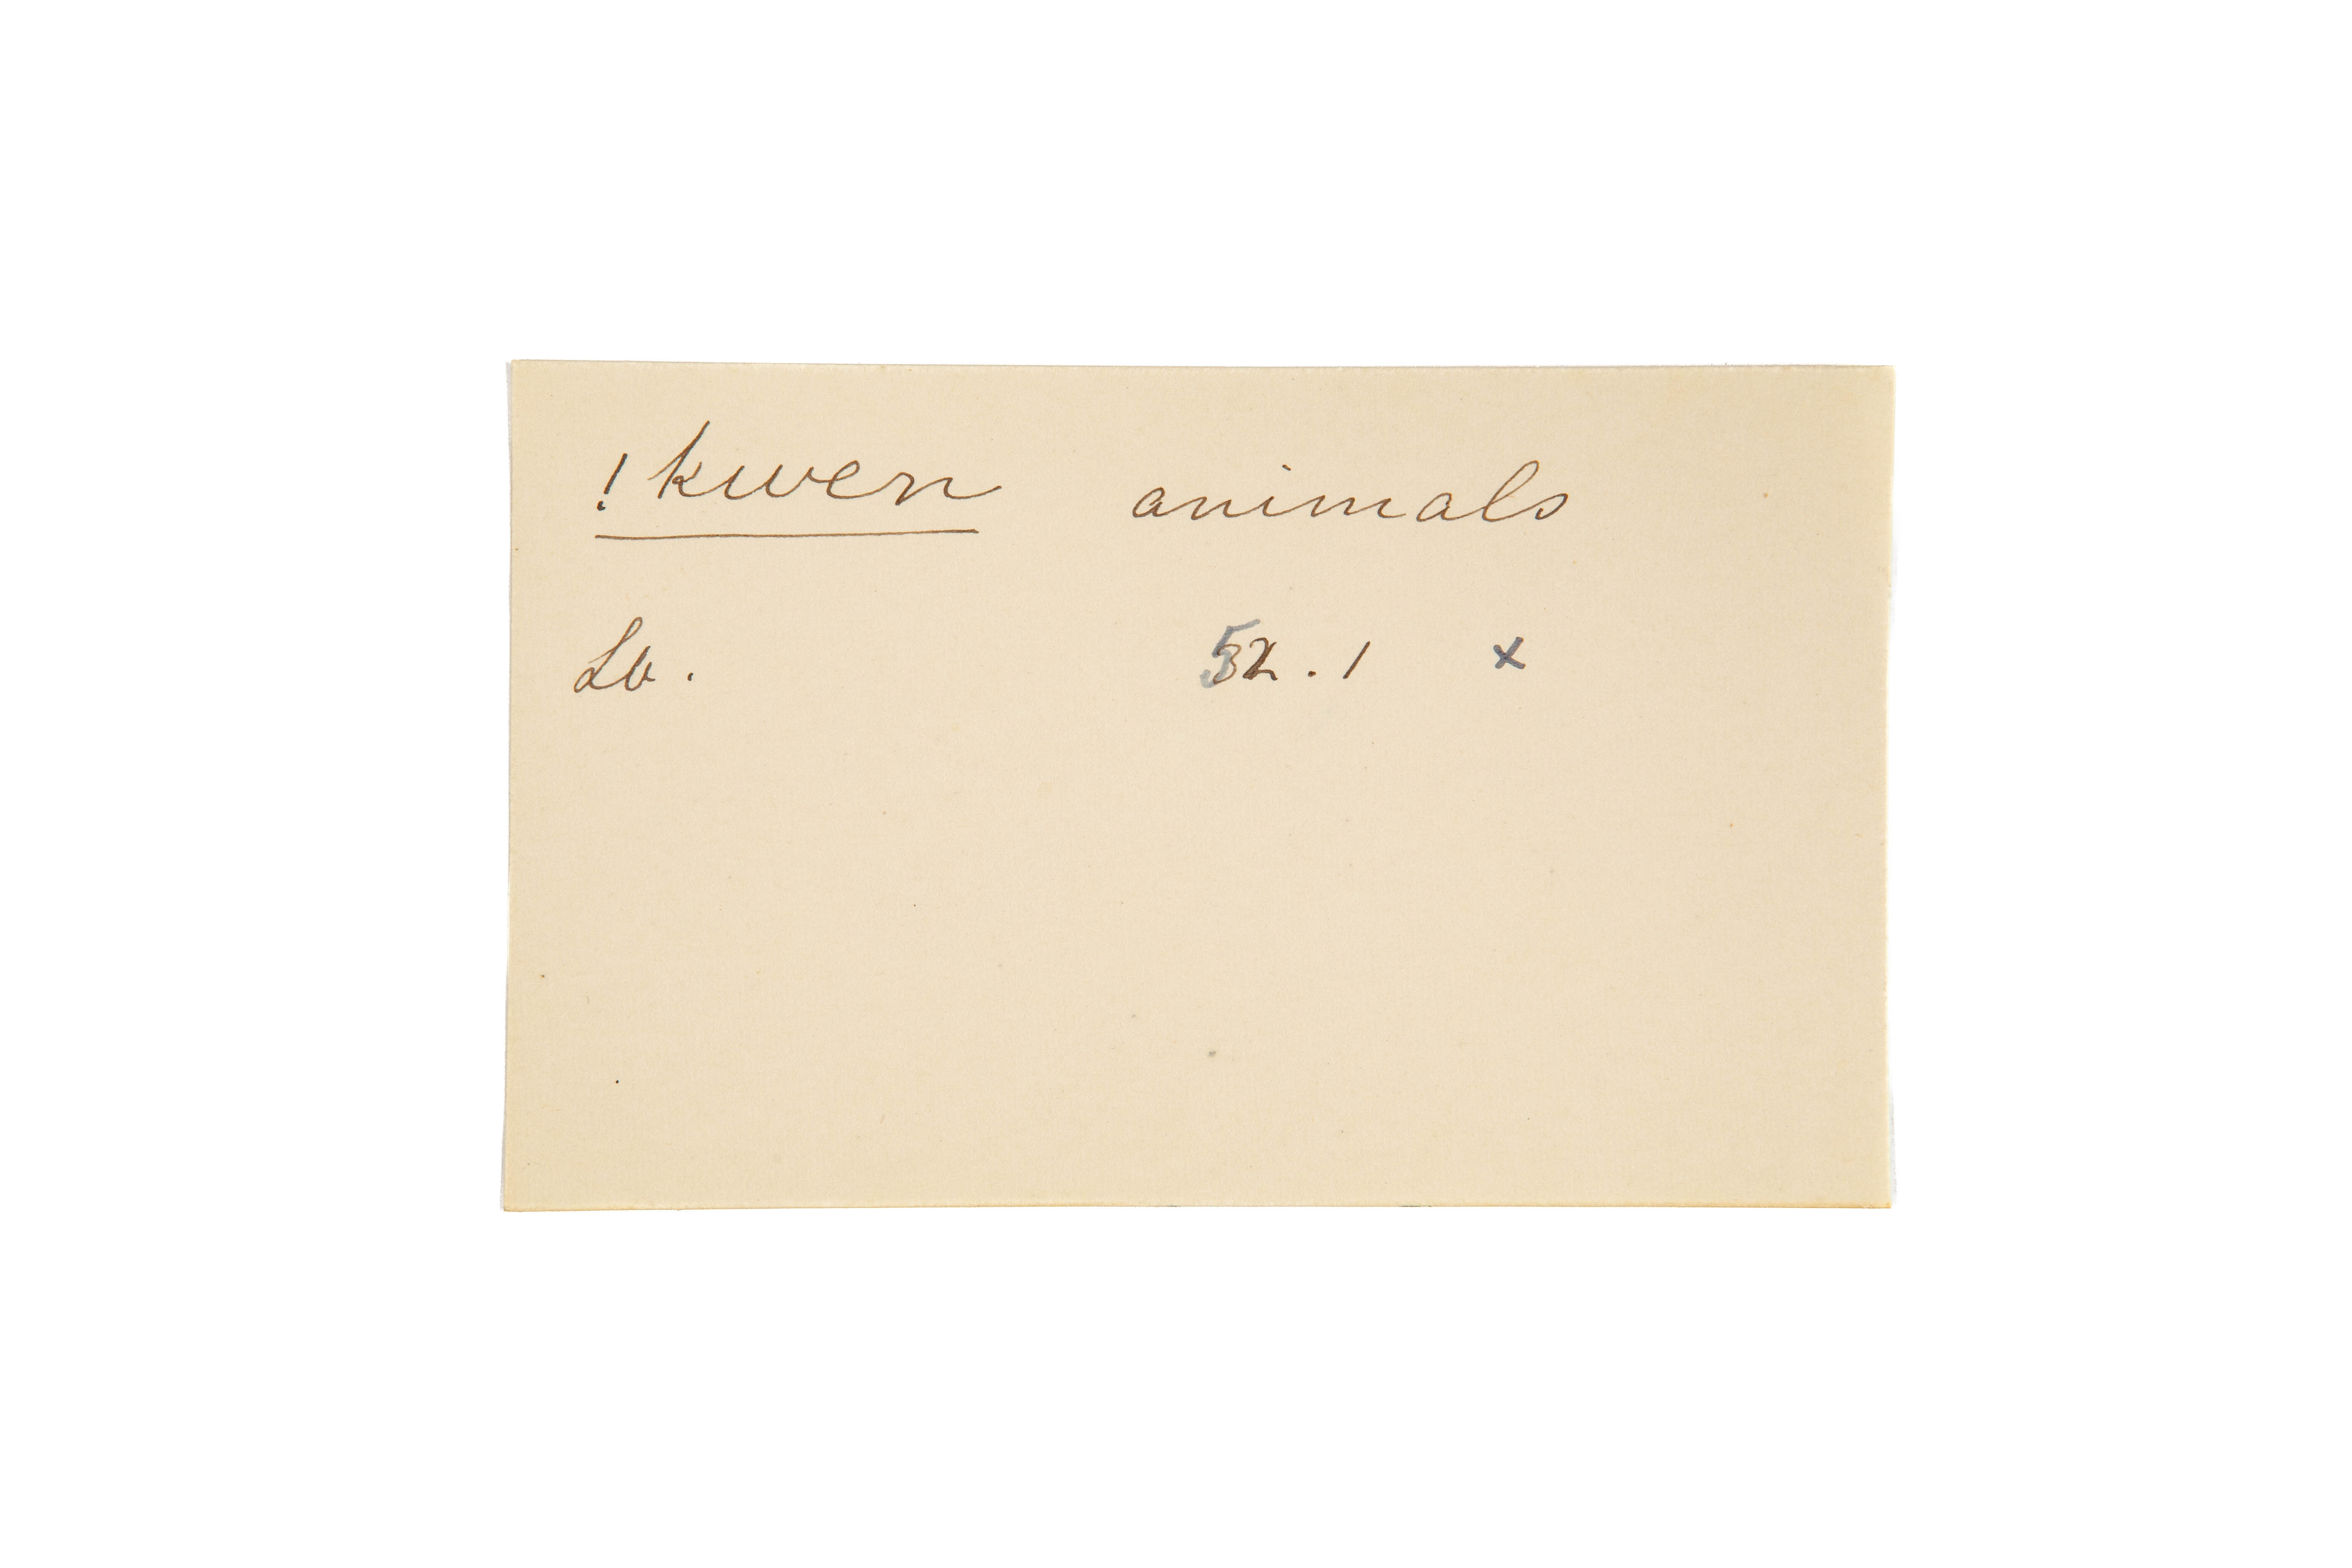 !kwen animals
Lb. 52.1 x